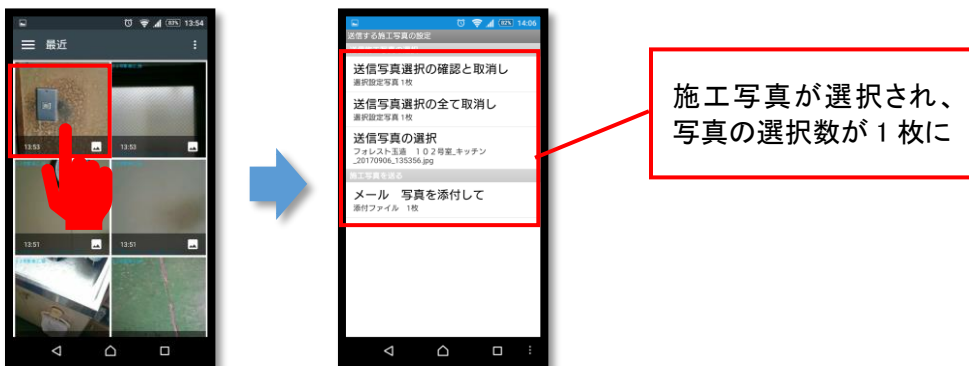 82% 13:54
最近
13:53
13:53
13:51
13:51
82% 14:06
送信する施工写真の設定
送信写真選択の確認と取消し
選択設定写真 1枚
送信写真選択の全て取消し
選択設定写真 1枚
送信写真の選択
フォレスト玉造 102号室_キッチン
_20170906_135356.jpg
施工写真を送る
メール 写真を添付して
添付ファイル 1枚
施工写真が選択され、
写真の選択数が 1 枚に